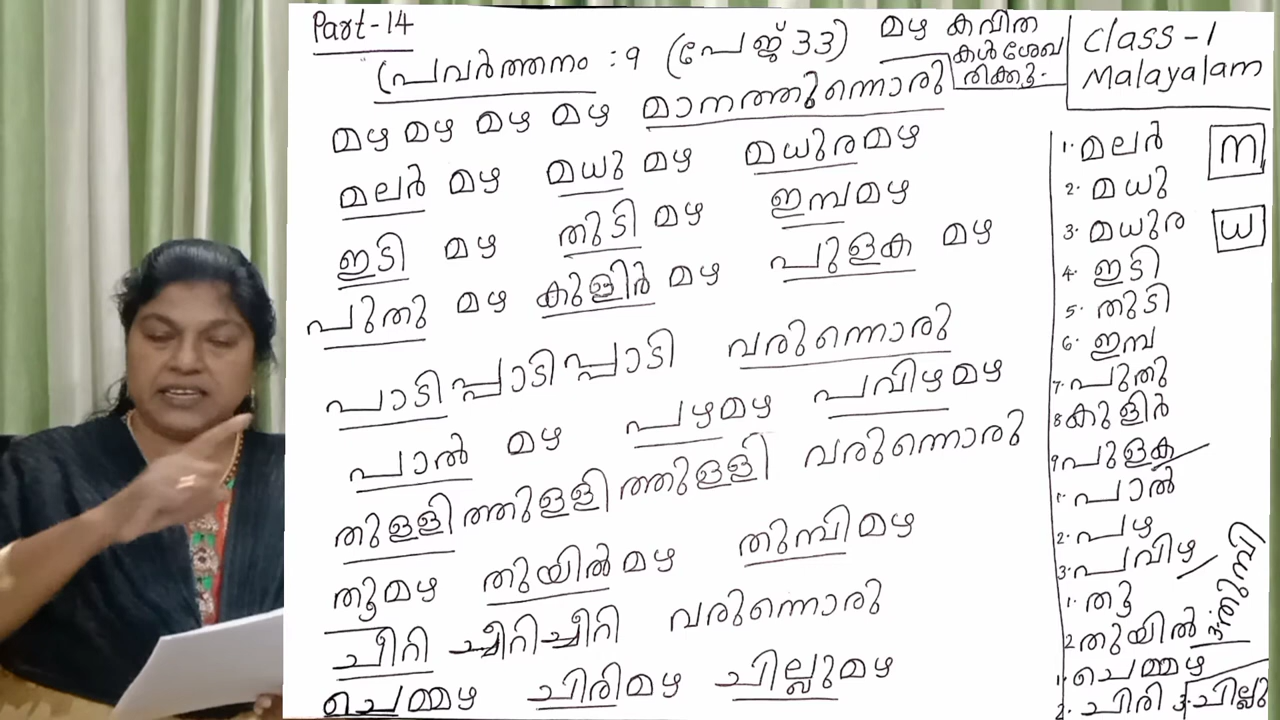 Part-14
പ്രവർത്തനം :9 (പേജ് 33) മഴ കവിത
കൾ ശേഖ
രിക്കൂ.
Class-1
Malayalam
മഴ മഴ മഴ മഴ മാനത്തുന്നൊരു
മലർ മഴ മധു മഴ മധുരമഴ
ഇടി മഴ തുടി മഴ ഇമ്പമഴ
പുതു മഴ കുളിർ മഴ പുളക മഴ
പാടിപ്പാടിപ്പാടി വരുന്നൊരു
പാൽ മഴ പഴമഴ പവിഴമഴ
തുള്ളിത്തുള്ളിത്തുള്ളി വരുന്നൊരു
തൂമഴ തുയിൽമഴ തുമ്പിമഴ
ചീറി ച്ചീറിച്ചീറി വരുന്നൊരു
ചെമ്മഴ ചിരിമഴ ചില്ലുമഴ
1. മലർ
ന
2. മധു
3. മധുര
ധ
4. ഇടി
5. തുടി
6. ഇമ്പ
7. പുതു
8 കുളിർ
9 പുളക
1. പാൽ
2. പഴ
3. പവിഴ
1. തൂ
2 തുയിൽ
3. തുമ്പി
1. ചെമ്മഴ
2. ചിരി 3. ചില്ലു